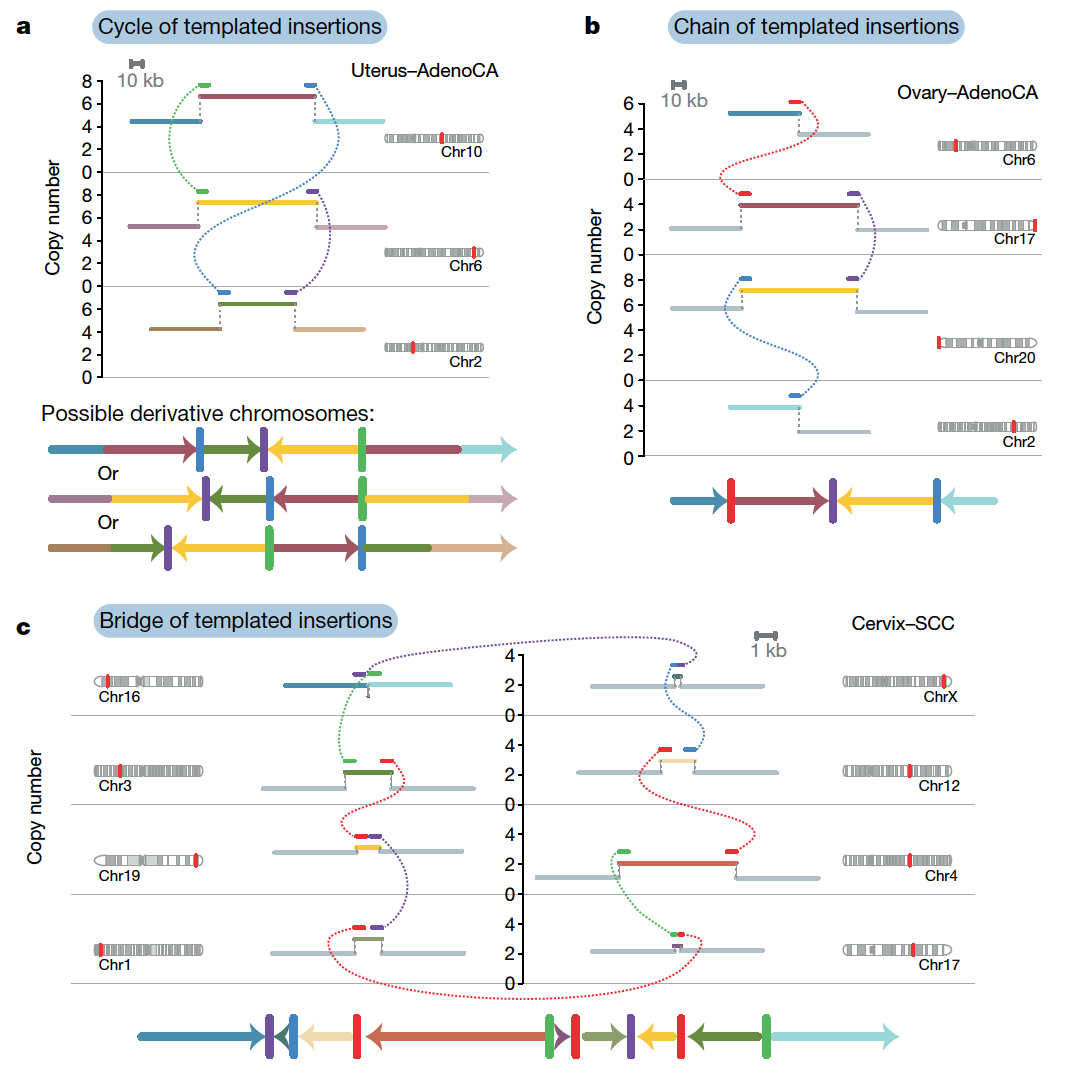 a
Cycle of templated insertions
10 kb
Uterus–AdenoCA
Copy number
8
6
4
2
0
Chr10
8
6
4
2
0
Chr6
6
4
2
0
Chr2
Possible derivative chromosomes:
Or
Or
b
Chain of templated insertions
10 kb
Ovary–AdenoCA
Copy number
6
4
2
0
Chr6
4
2
0
Chr17
8
6
4
2
0
Chr20
4
2
0
Chr2
c
Bridge of templated insertions
Cervix–SCC
1 kb
Copy number
Chr16
4
2
0
ChrX
Chr3
4
2
0
Chr12
Chr19
4
2
0
Chr4
Chr1
4
2
0
Chr17